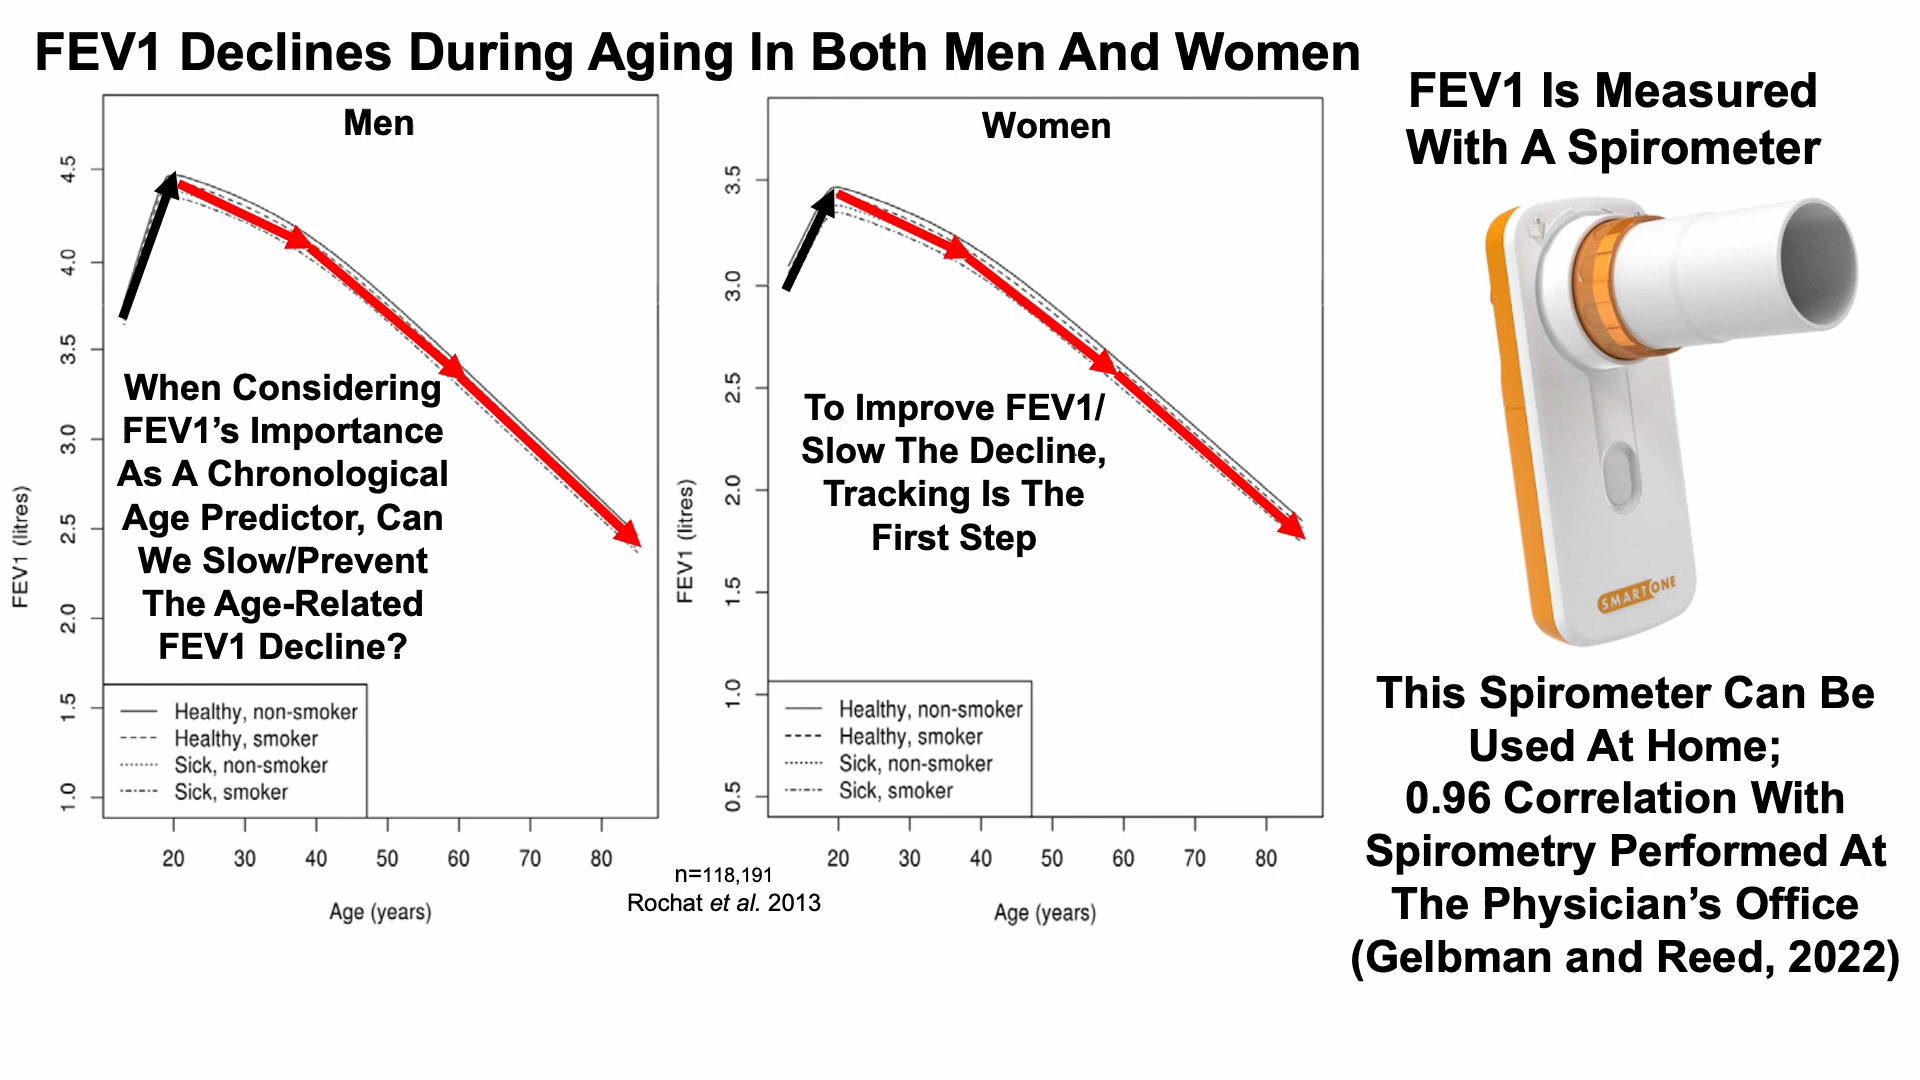 FEV1 Declines During Aging In Both Men And Women
Men
4.5
4.0
3.5
3.0
2.5
2.0
1.5
1.0
FEV1 (litres)
When Considering
FEV1’s Importance
As A Chronological
Age Predictor, Can
We Slow/Prevent
The Age-Related
FEV1 Decline?
Healthy, non-smoker
Healthy, smoker
Sick, non-smoker
Sick, smoker
20 30 40 50 60 70 80
Age (years)
Women
3.5
3.0
2.5
2.0
1.5
1.0
0.5
FEV1 (litres)
To Improve FEV1/
Slow The Decline,
Tracking Is The
First Step
Healthy, non-smoker
Healthy, smoker
Sick, non-smoker
Sick, smoker
20 30 40 50 60 70 80
Age (years)
n=118,191
Rochat et al. 2013
FEV1 Is Measured
With A Spirometer
SMARTONE
This Spirometer Can Be
Used At Home;
0.96 Correlation With
Spirometry Performed At
The Physician’s Office
(Gelbman and Reed, 2022)